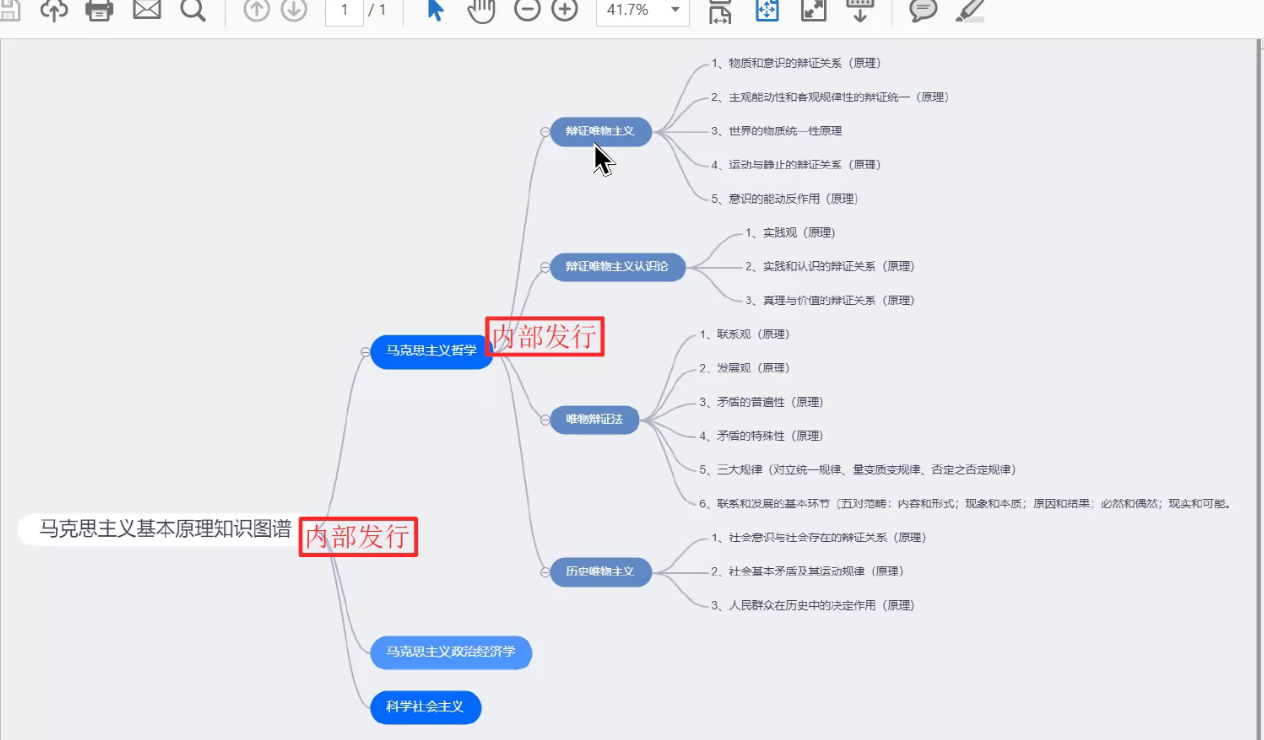 1 / 1
41.7%
马克思主义基本原理知识图谱
内部发行
马克思主义哲学
内部发行
辩证唯物主义
1、物质和意识的辩证关系（原理）
2、主观能动性和客观规律性的辩证统一（原理）
3、世界的物质统一性原理
4、运动与静止的辩证关系（原理）
5、意识的能动反作用（原理）
辩证唯物主义认识论
1、实践观（原理）
2、实践和认识的辩证关系（原理）
3、真理与价值的辩证关系（原理）
唯物辩证法
1、联系观（原理）
2、发展观（原理）
3、矛盾的普遍性（原理）
4、矛盾的特殊性（原理）
5、三大规律（对立统一规律、量变质变规律、否定之否定规律）
6、联系和发展的基本环节（五对范畴：内容和形式；现象和本质；原因和结果；必然和偶然；现实和可能。
历史唯物主义
1、社会意识与社会存在的辩证关系（原理）
2、社会基本矛盾及其运动规律（原理）
3、人民群众在历史中的决定作用（原理）
马克思主义政治经济学
科学社会主义